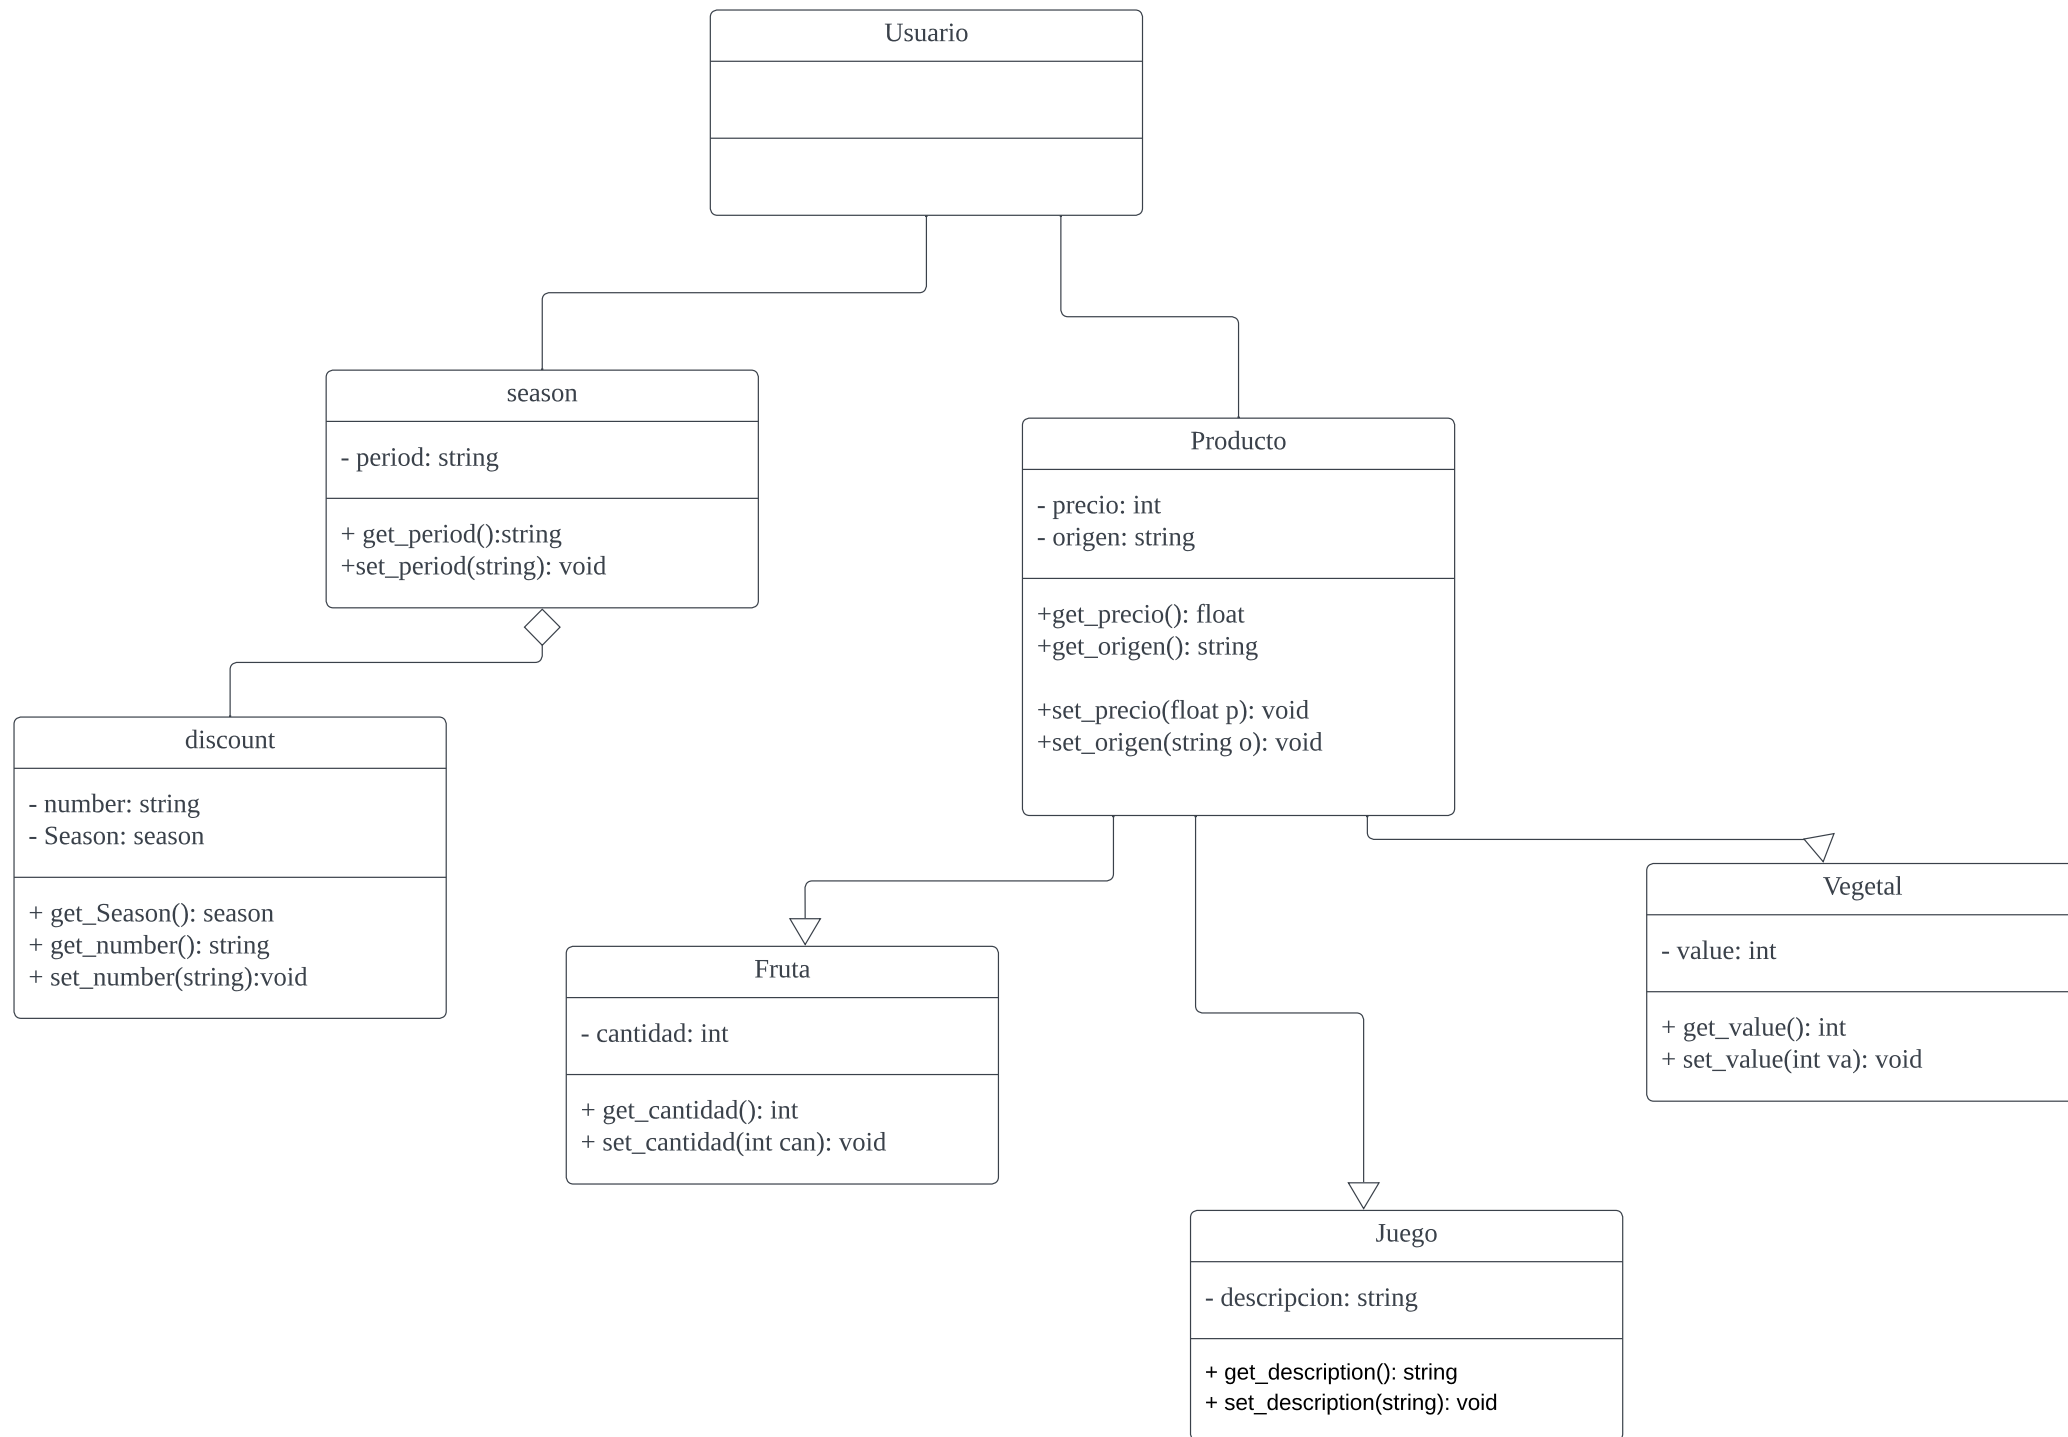 Usuario
season
- period: string
+ get_period():string
+set_period(string): void
Producto
- precio: int
- origen: string
+get_precio(): float
+get_origen(): string
+set_precio(float p): void
+set_origen(string o): void
discount
- number: string
- Season: season
+ get_Season(): season
+ get_number(): string
+ set_number(string):void
Fruta
- cantidad: int
+ get_cantidad(): int
+ set_cantidad(int can): void
Vegetal
- value: int
+ get_value(): int
+ set_value(int va): void
Juego
- descripcion: string
+ get_description(): string
+ set_description(string): void